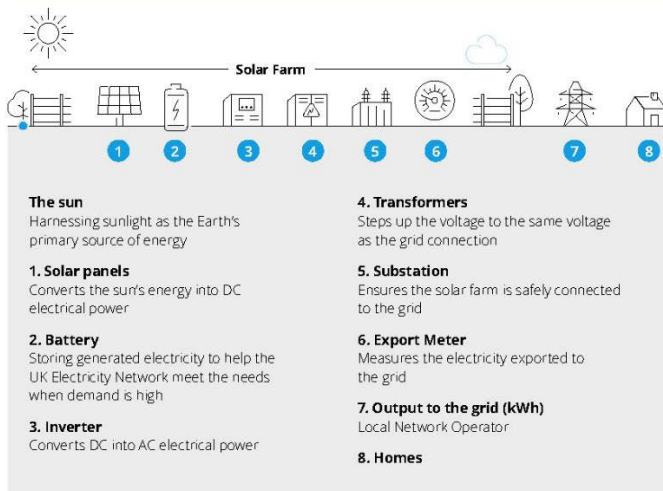 Solar Farm
1
2
3
4
5
6
7
8
The sun
Harnessing sunlight as the Earth's
primary source of energy
1. Solar panels
Converts the sun's energy into DC
electrical power
2. Battery
Storing generated electricity to help the
UK Electricity Network meet the needs
when demand is high
3. Inverter
Converts DC into AC electrical power
4. Transformers
Steps up the voltage to the same voltage
as the grid connection
5. Substation
Ensures the solar farm is safely connected
to the grid
6. Export Meter
Measures the electricity exported to
the grid
7. Output to the grid (kWh)
Local Network Operator
8. Homes